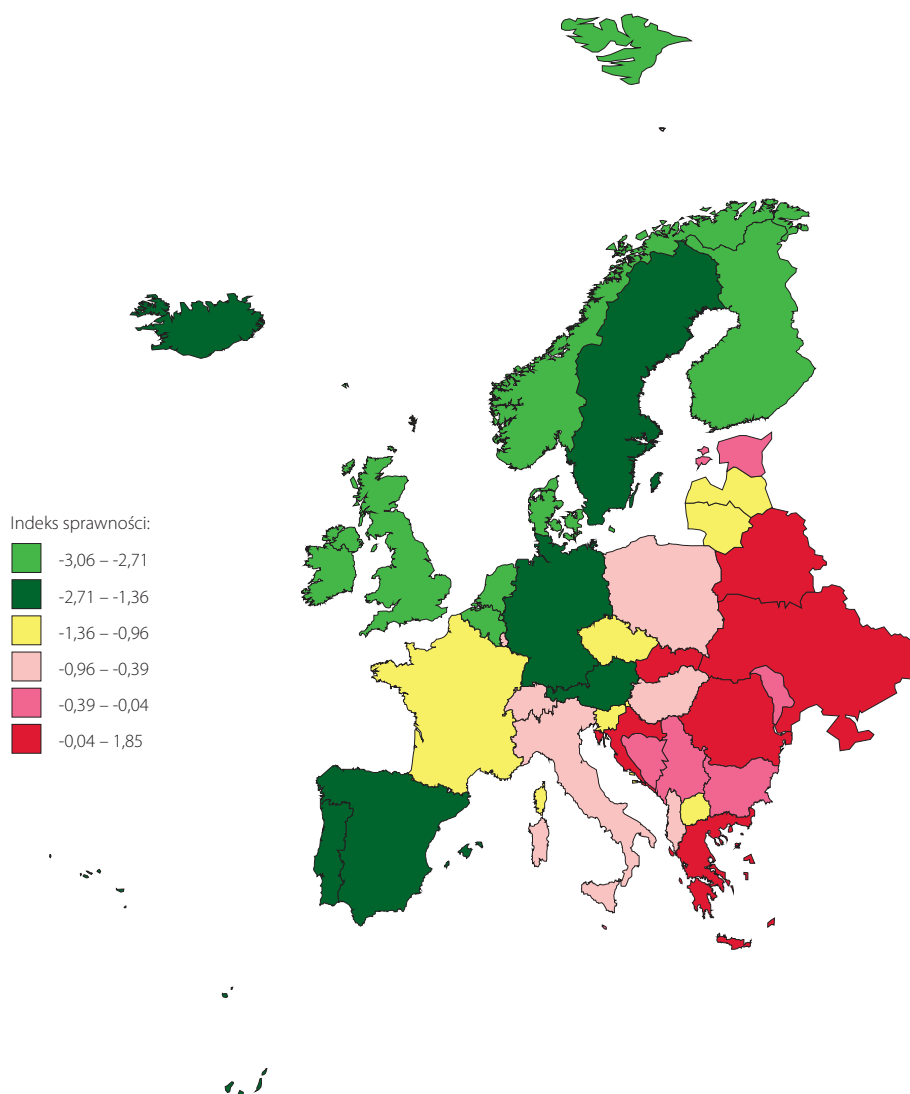 Indeks sprawności:
-3,06 – -2,71
-2,71 – -1,36
-1,36 – -0,96
-0,96 – -0,39
-0,39 – -0,04
-0,04 – 1,85